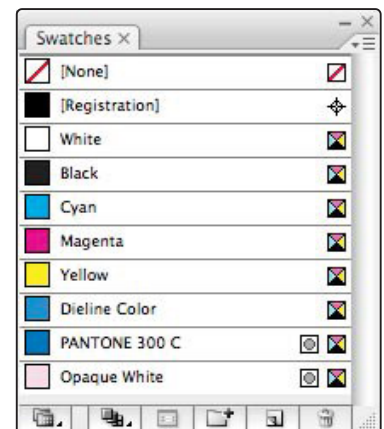 Swatches ×
[None]
[Registration]
White
Black
Cyan
Magenta
Yellow
Dieline Color
PANTONE 300 C
Opaque White